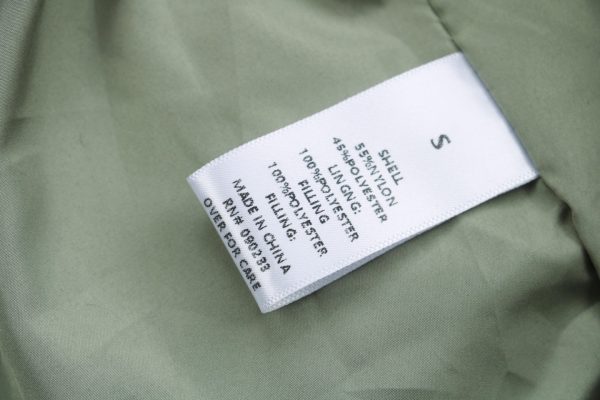 S
SHELL
55%NYLON
45%POLYESTER
LINGNG:
FILLING
100%POLYESTER
FILLING:
100%POLYESTER
MADE IN CHINA
RN# 090233
OVER FOR CARE